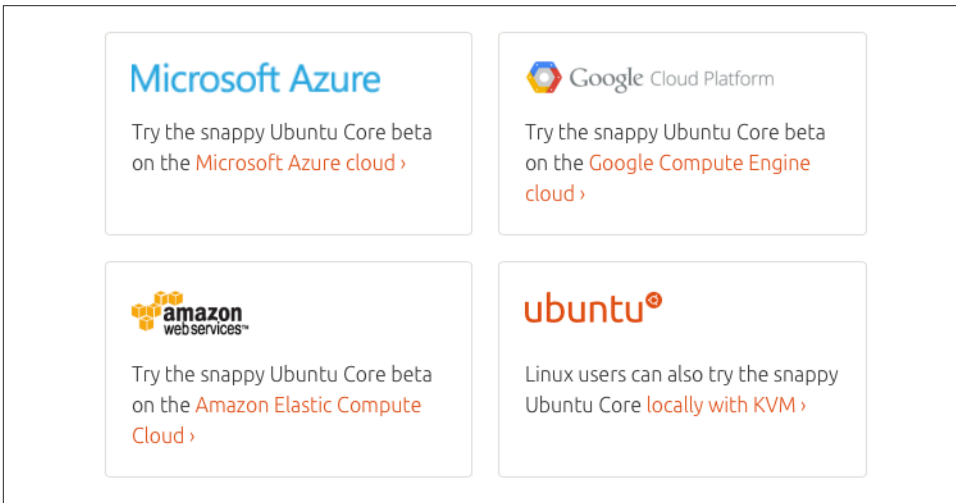 Microsoft Azure
Try the snappy Ubuntu Core beta
on the Microsoft Azure cloud ›
Google Cloud Platform
Try the snappy Ubuntu Core beta
on the Google Compute Engine
cloud ›
amazon
web services™
Try the snappy Ubuntu Core beta
on the Amazon Elastic Compute
Cloud ›
ubuntu
Linux users can also try the snappy
Ubuntu Core locally with KVM ›